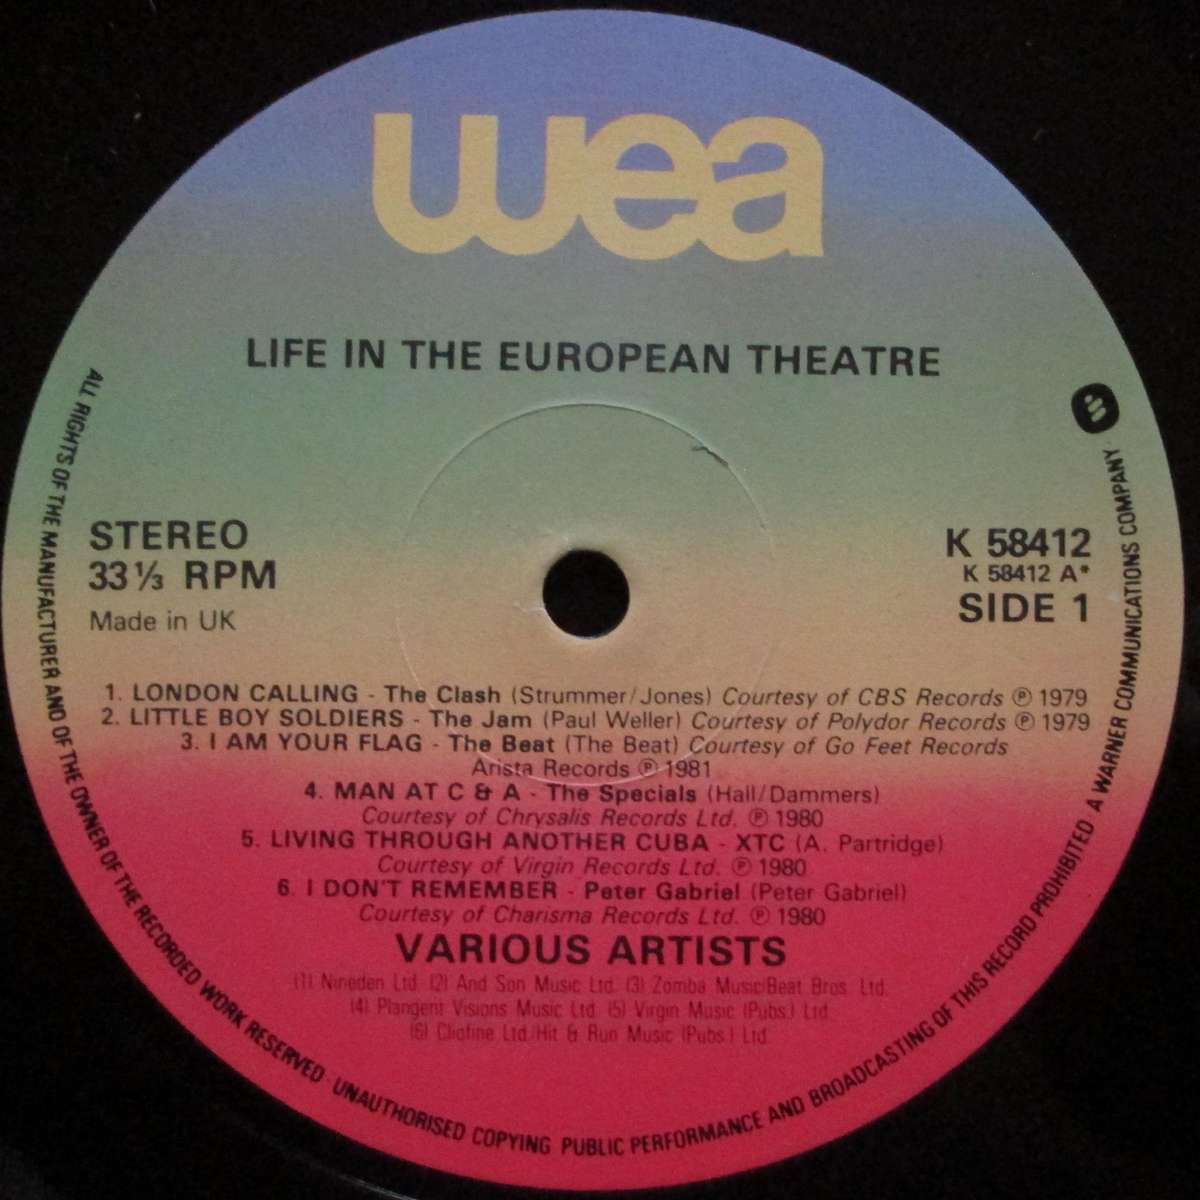 wea
LIFE IN THE EUROPEAN THEATRE
STEREO
33 ⅓ RPM
Made in UK
K 58412
K 58412 A*
SIDE 1
1. LONDON CALLING - The Clash (Strummer/Jones) Courtesy of CBS Records ℗ 1979
2. LITTLE BOY SOLDIERS - The Jam (Paul Weller) Courtesy of Polydor Records ℗ 1979
3. I AM YOUR FLAG - The Beat (The Beat) Courtesy of Go Feet Records
Arista Records ℗ 1981
4. MAN AT C & A - The Specials (Hall/Dammers)
Courtesy of Chrysalis Records Ltd. ℗ 1980
5. LIVING THROUGH ANOTHER CUBA - XTC (A. Partridge)
Courtesy of Virgin Records Ltd. ℗ 1980
6. I DON'T REMEMBER - Peter Gabriel (Peter Gabriel)
Courtesy of Charisma Records Ltd. ℗ 1980
VARIOUS ARTISTS
(1) Nineden Ltd. (2) And Son Music Ltd. (3) Zomba Music/Beat Bros. Ltd.
(4) Plangent Visions Music Ltd. (5) Virgin Music (Pubs.) Ltd.
(6) Cliofine Ltd./Hit & Run Music (Pubs.) Ltd.
ALL RIGHTS OF THE MANUFACTURER AND OF THE OWNER OF THE RECORDED WORK RESERVED · UNAUTHORISED COPYING PUBLIC PERFORMANCE AND BROADCASTING OF THIS RECORD PROHIBITED A WARNER COMMUNICATIONS COMPANY